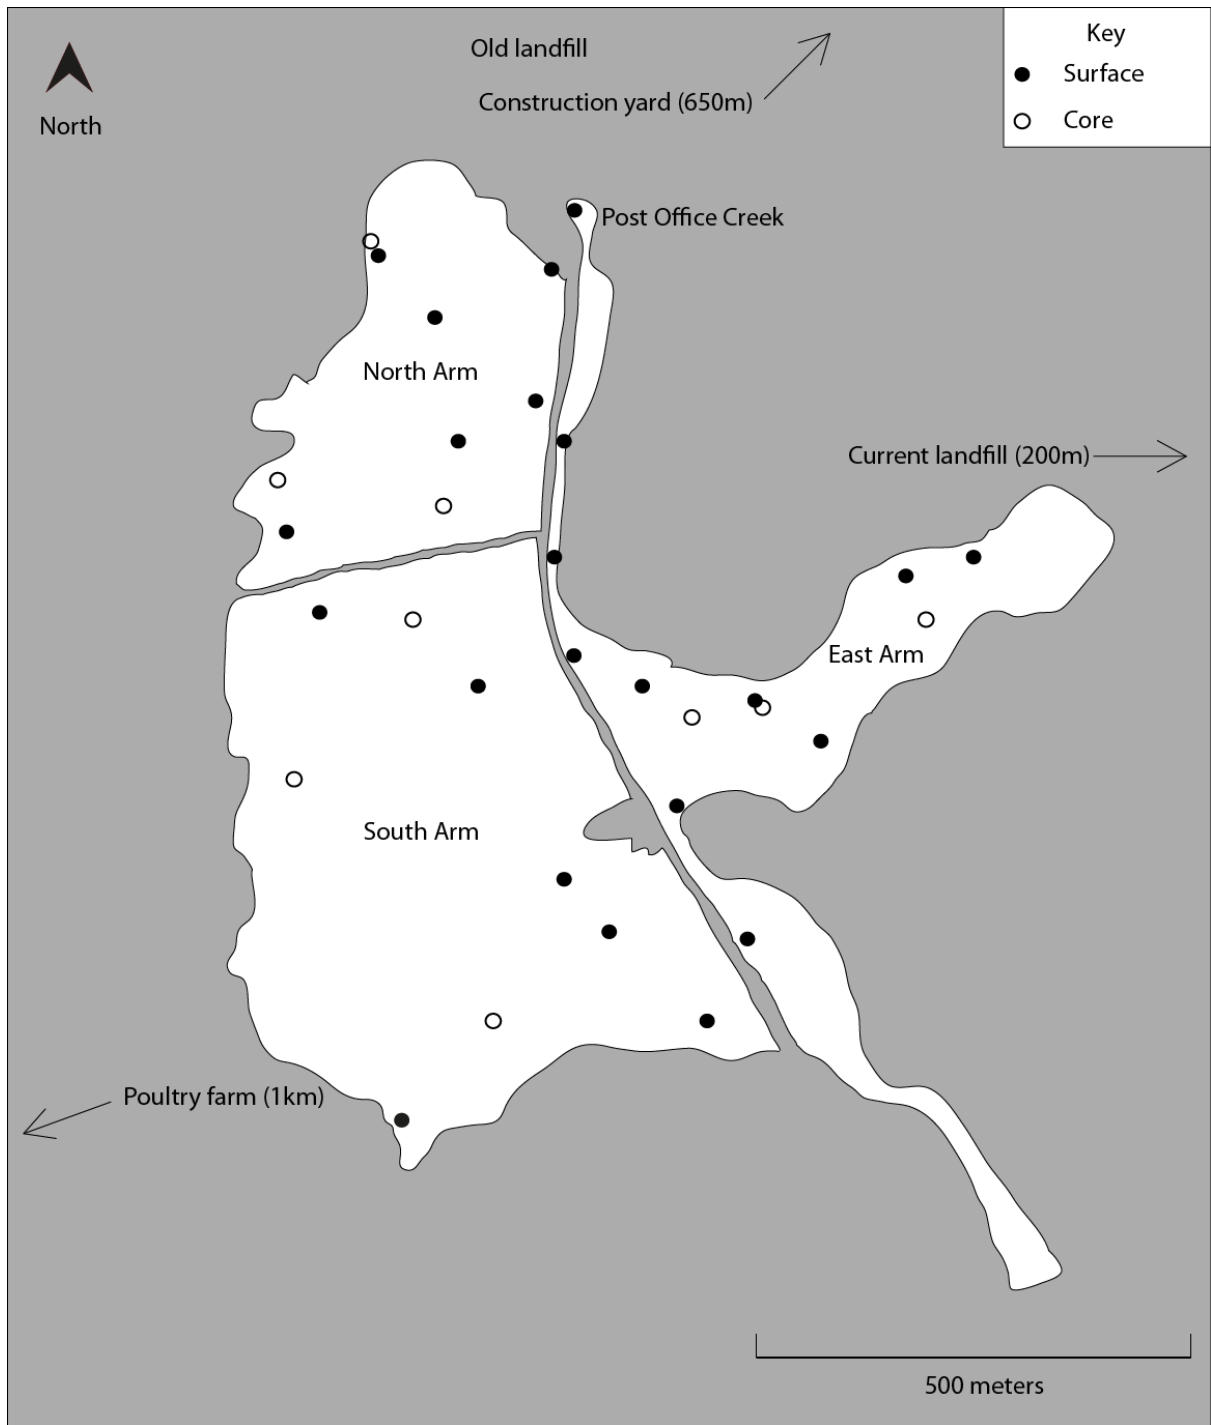 Old landfill
Construction yard (650m)
Key
Surface
Core
North
Post Office Creek
North Arm
Current landfill (200m)
East Arm
South Arm
Poultry farm (1km)
500 meters